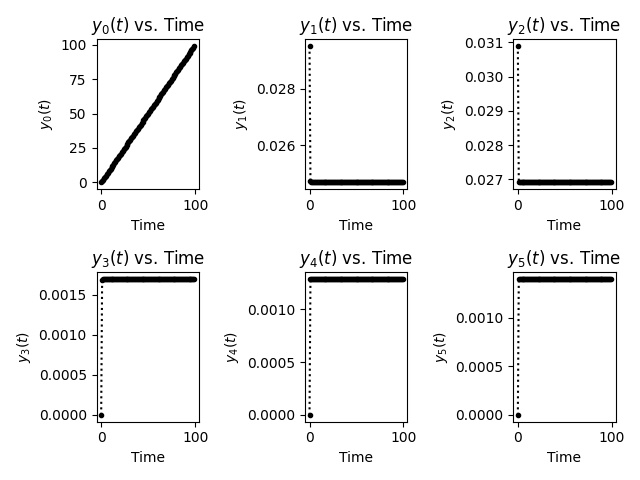 y₀(t) vs. Time
y₁(t) vs. Time
y₂(t) vs. Time
100
75
50
25
0
y₀(t)
0
100
Time
0.028
0.026
y₁(t)
0
100
Time
0.031
0.030
0.029
0.028
0.027
y₂(t)
0
100
Time
y₃(t) vs. Time
y₄(t) vs. Time
y₅(t) vs. Time
0.0015
0.0010
0.0005
0.0000
y₃(t)
0
100
Time
0.0010
0.0005
0.0000
y₄(t)
0
100
Time
0.0010
0.0005
0.0000
y₅(t)
0
100
Time